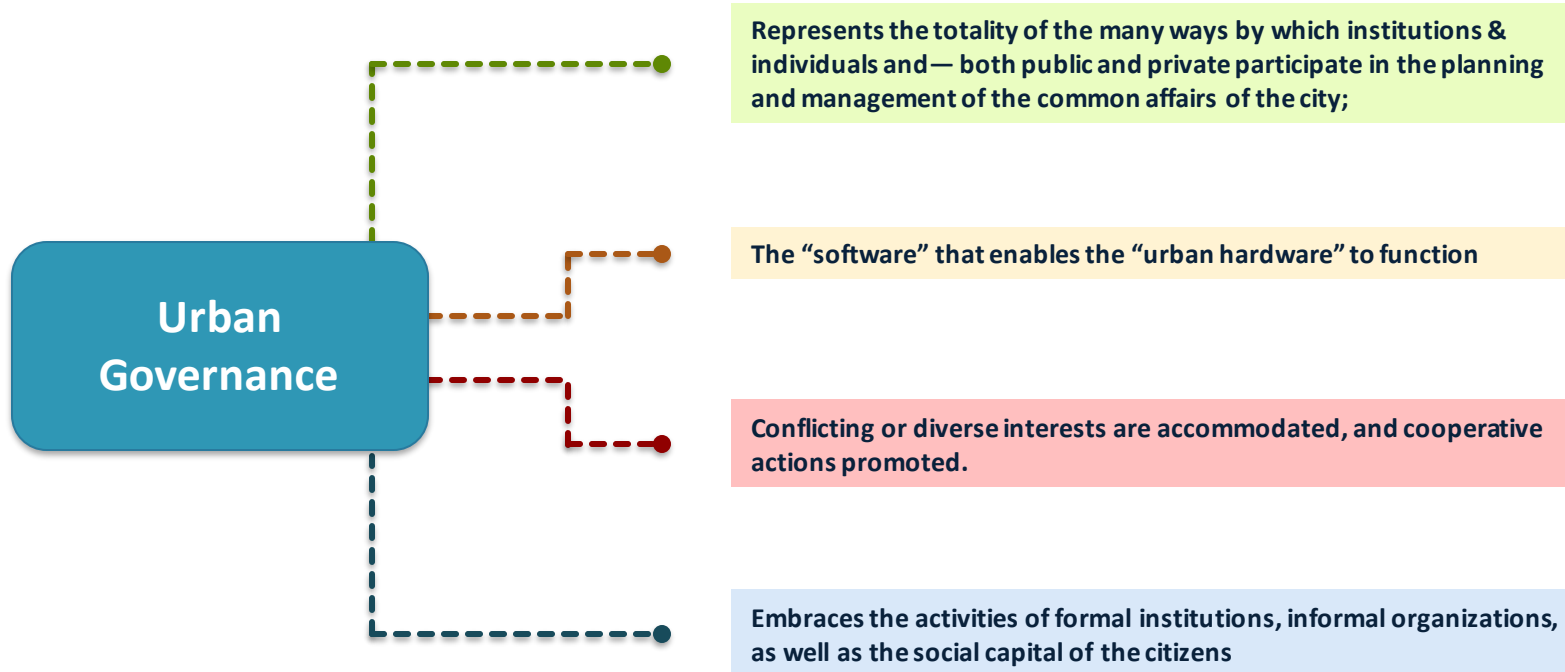 Represents the totality of the many ways by which institutions &
individuals and— both public and private participate in the planning
and management of the common affairs of the city;
The “software” that enables the “urban hardware” to function
Urban
Governance
Conflicting or diverse interests are accommodated, and cooperative
actions promoted.
Embraces the activities of formal institutions, informal organizations,
as well as the social capital of the citizens